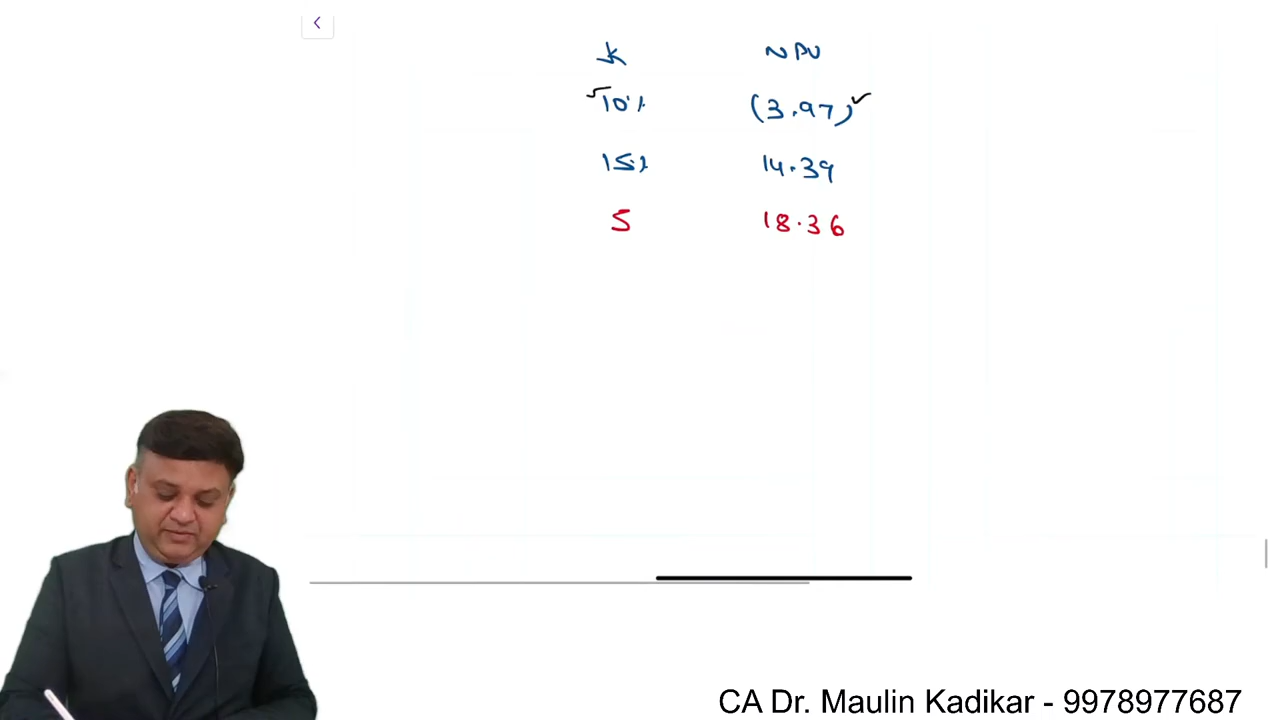 K NPV
10% (3.97)
15% 14.39
5 18.36
CA Dr. Maulin Kadikar - 9978977687